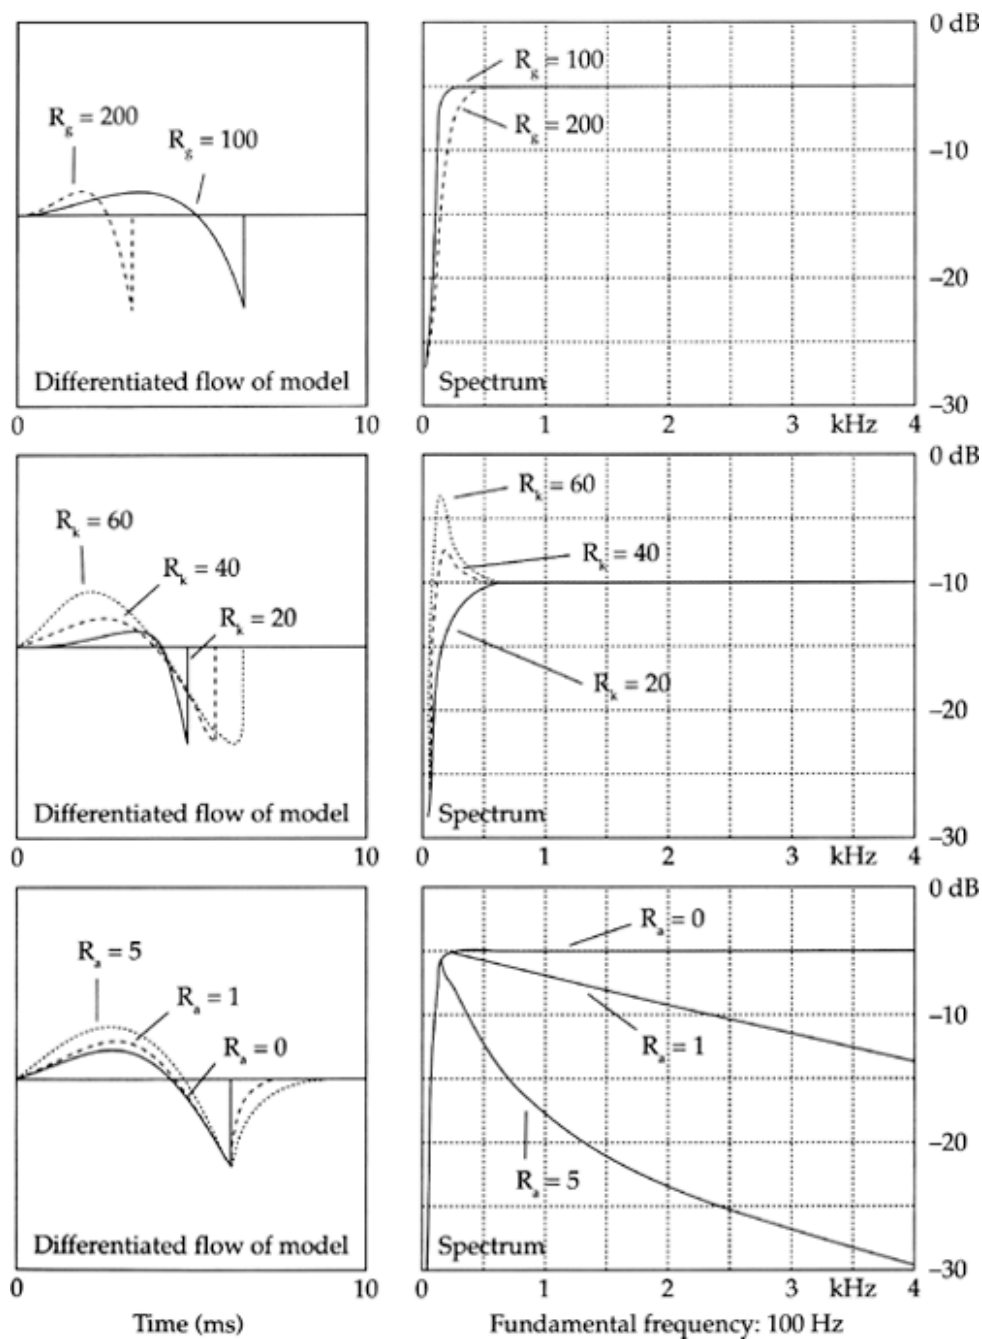 0 dB
R_g = 100
R_g = 200
R_g = 200
R_g = 100
−10
−20
Differentiated flow of model
Spectrum
−30
0
10
0
1
2
3
kHz
4
0 dB
R_k = 60
R_k = 60
R_k = 40
R_k = 40
R_k = 20
−10
R_k = 20
−20
Differentiated flow of model
Spectrum
−30
0
10
0
1
2
3
kHz
4
0 dB
R_a = 0
R_a = 5
R_a = 1
R_a = 0
−10
R_a = 1
−20
R_a = 5
Differentiated flow of model
Spectrum
−30
0
10
0
1
2
3
kHz
4
Time (ms)
Fundamental frequency: 100 Hz